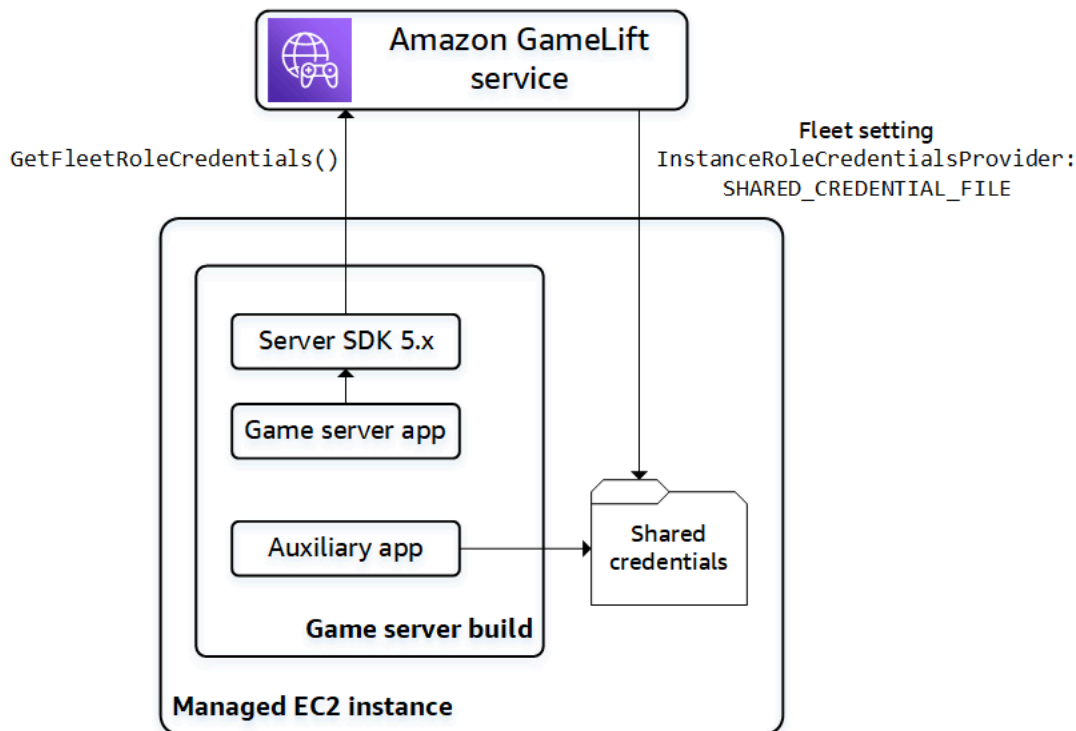 Amazon GameLift
service
GetFleetRoleCredentials()
Fleet setting
InstanceRoleCredentialsProvider:
SHARED_CREDENTIAL_FILE
Server SDK 5.x
Game server app
Auxiliary app
Shared
credentials
Game server build
Managed EC2 instance